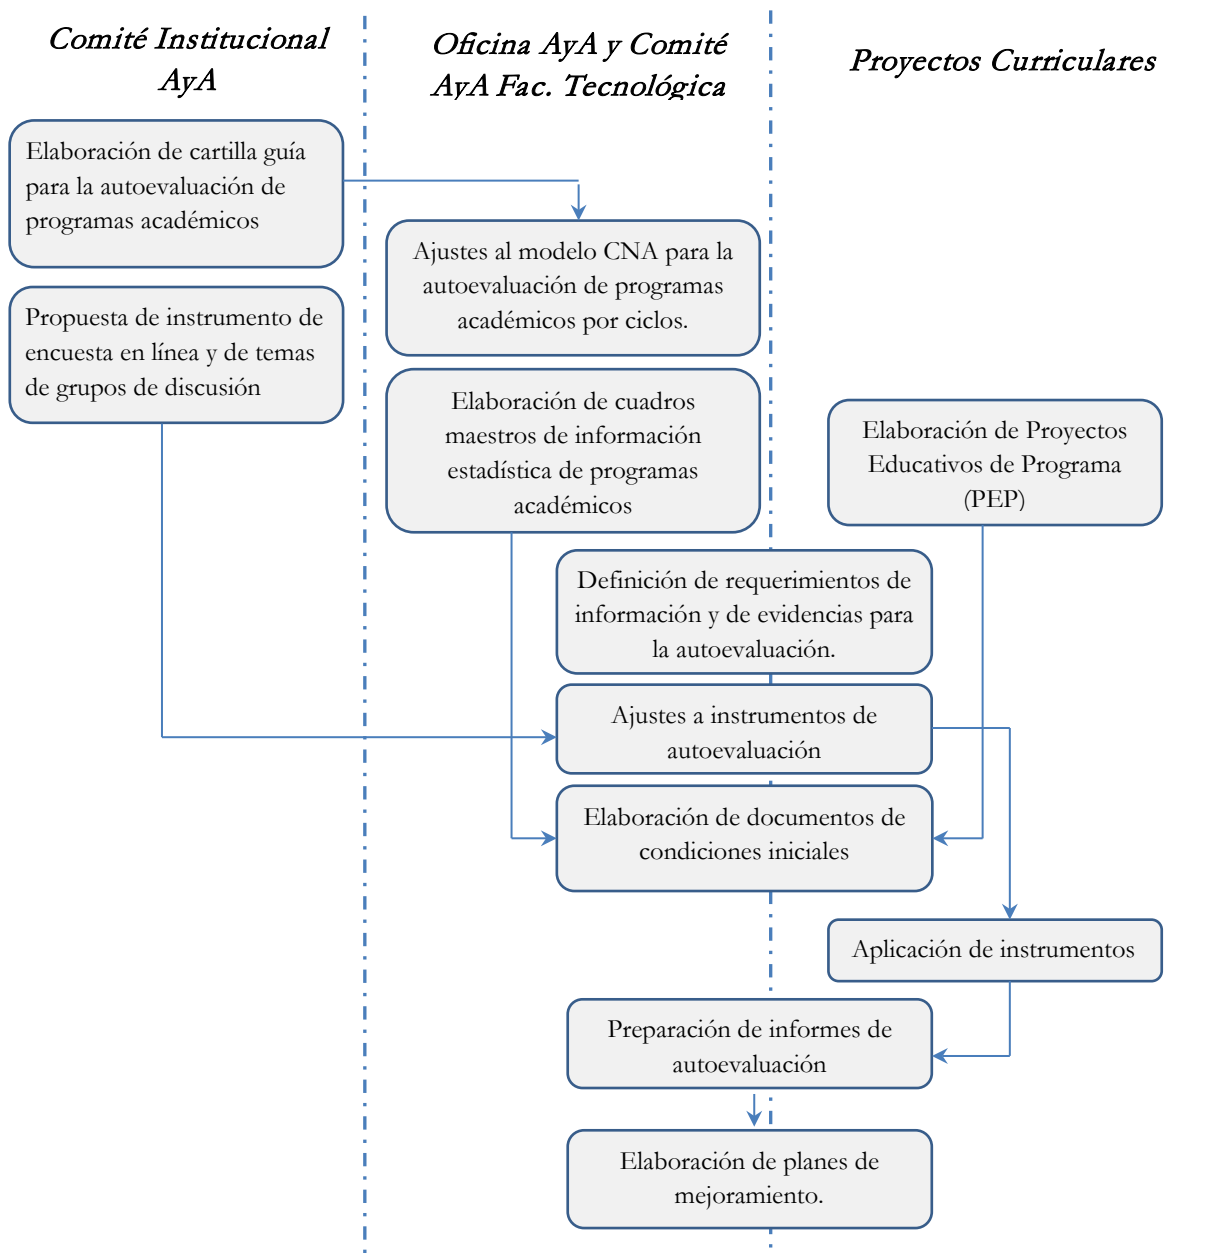 Comité Institucional
AyA
Oficina AyA y Comité
AyA Fac. Tecnológica
Proyectos Curriculares
Elaboración de cartilla guía
para la autoevaluación de
programas académicos
Ajustes al modelo CNA para la
autoevaluación de programas
académicos por ciclos.
Propuesta de instrumento de
encuesta en línea y de temas
de grupos de discusión
Elaboración de cuadros
maestros de información
estadística de programas
académicos
Elaboración de Proyectos
Educativos de Programa
(PEP)
Definición de requerimientos de
información y de evidencias para
la autoevaluación.
Ajustes a instrumentos de
autoevaluación
Elaboración de documentos de
condiciones iniciales
Aplicación de instrumentos
Preparación de informes de
autoevaluación
Elaboración de planes de
mejoramiento.